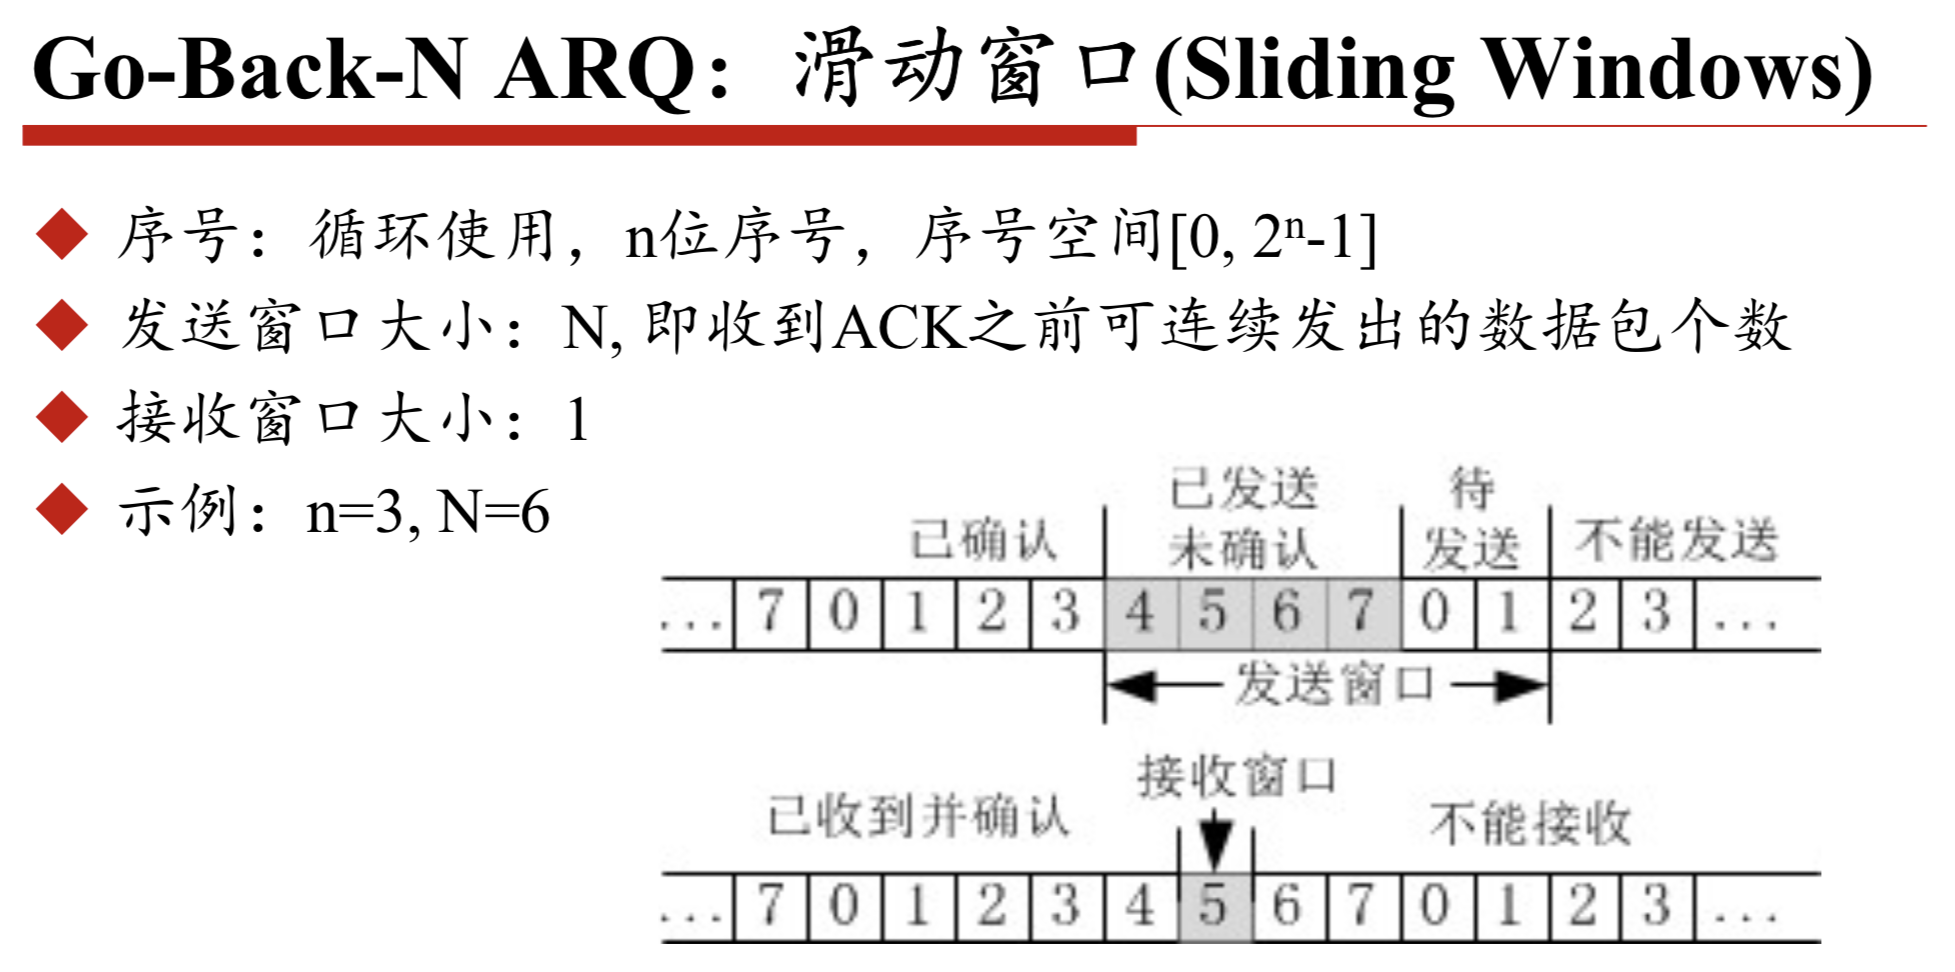 Go-Back-N ARQ：滑动窗口(Sliding Windows)
序号：循环使用，n位序号，序号空间[0, 2ⁿ-1]
发送窗口大小：N, 即收到ACK之前可连续发出的数据包个数
接收窗口大小：1
示例：n=3, N=6
已确认 已发送未确认 待发送 不能发送
... 7 0 1 2 3 4 5 6 7 0 1 2 3 ...
发送窗口
接收窗口
已收到并确认 不能接收
... 7 0 1 2 3 4 5 6 7 0 1 2 3 ...